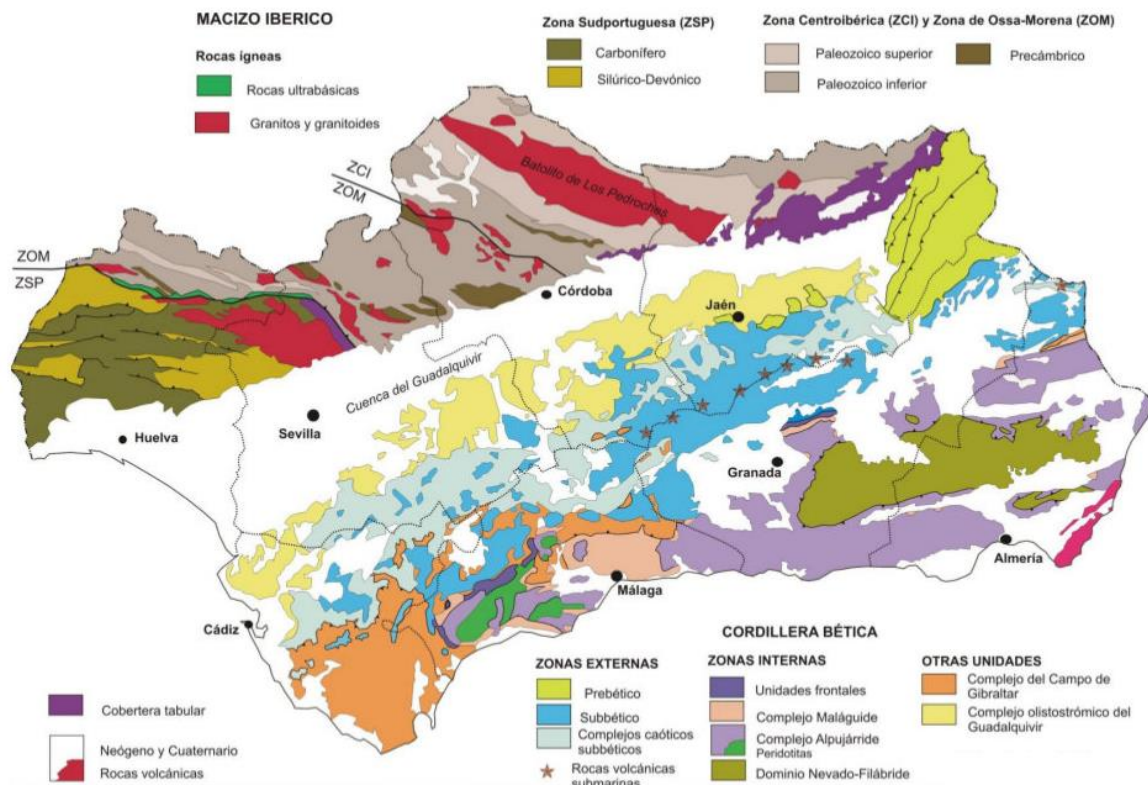 MACIZO IBERICO
Rocas ígneas
Rocas ultrabásicas
Granitos y granitoides
Zona Sudportuguesa (ZSP)
Carbonífero
Silúrico-Devónico
Zona Centroibérica (ZCI) y Zona de Ossa-Morena (ZOM)
Paleozoico superior
Paleozoico inferior
Precámbrico
ZCI
ZOM
Batolito de Los Pedroches
ZOM
ZSP
Córdoba
Jaén
Cuenca del Guadalquivir
Huelva
Sevilla
Granada
Almería
Málaga
Cádiz
CORDILLERA BÉTICA
ZONAS EXTERNAS
Prebético
Subbético
Complejos caóticos
subbéticos
Rocas volcánicas
submarinas
ZONAS INTERNAS
Unidades frontales
Complejo Maláguide
Complejo Alpujárride
Peridotitas
Dominio Nevado-Filábride
OTRAS UNIDADES
Complejo del Campo de
Gibraltar
Complejo olistostrómico del
Guadalquivir
Cobertera tabular
Neógeno y Cuaternario
Rocas volcánicas